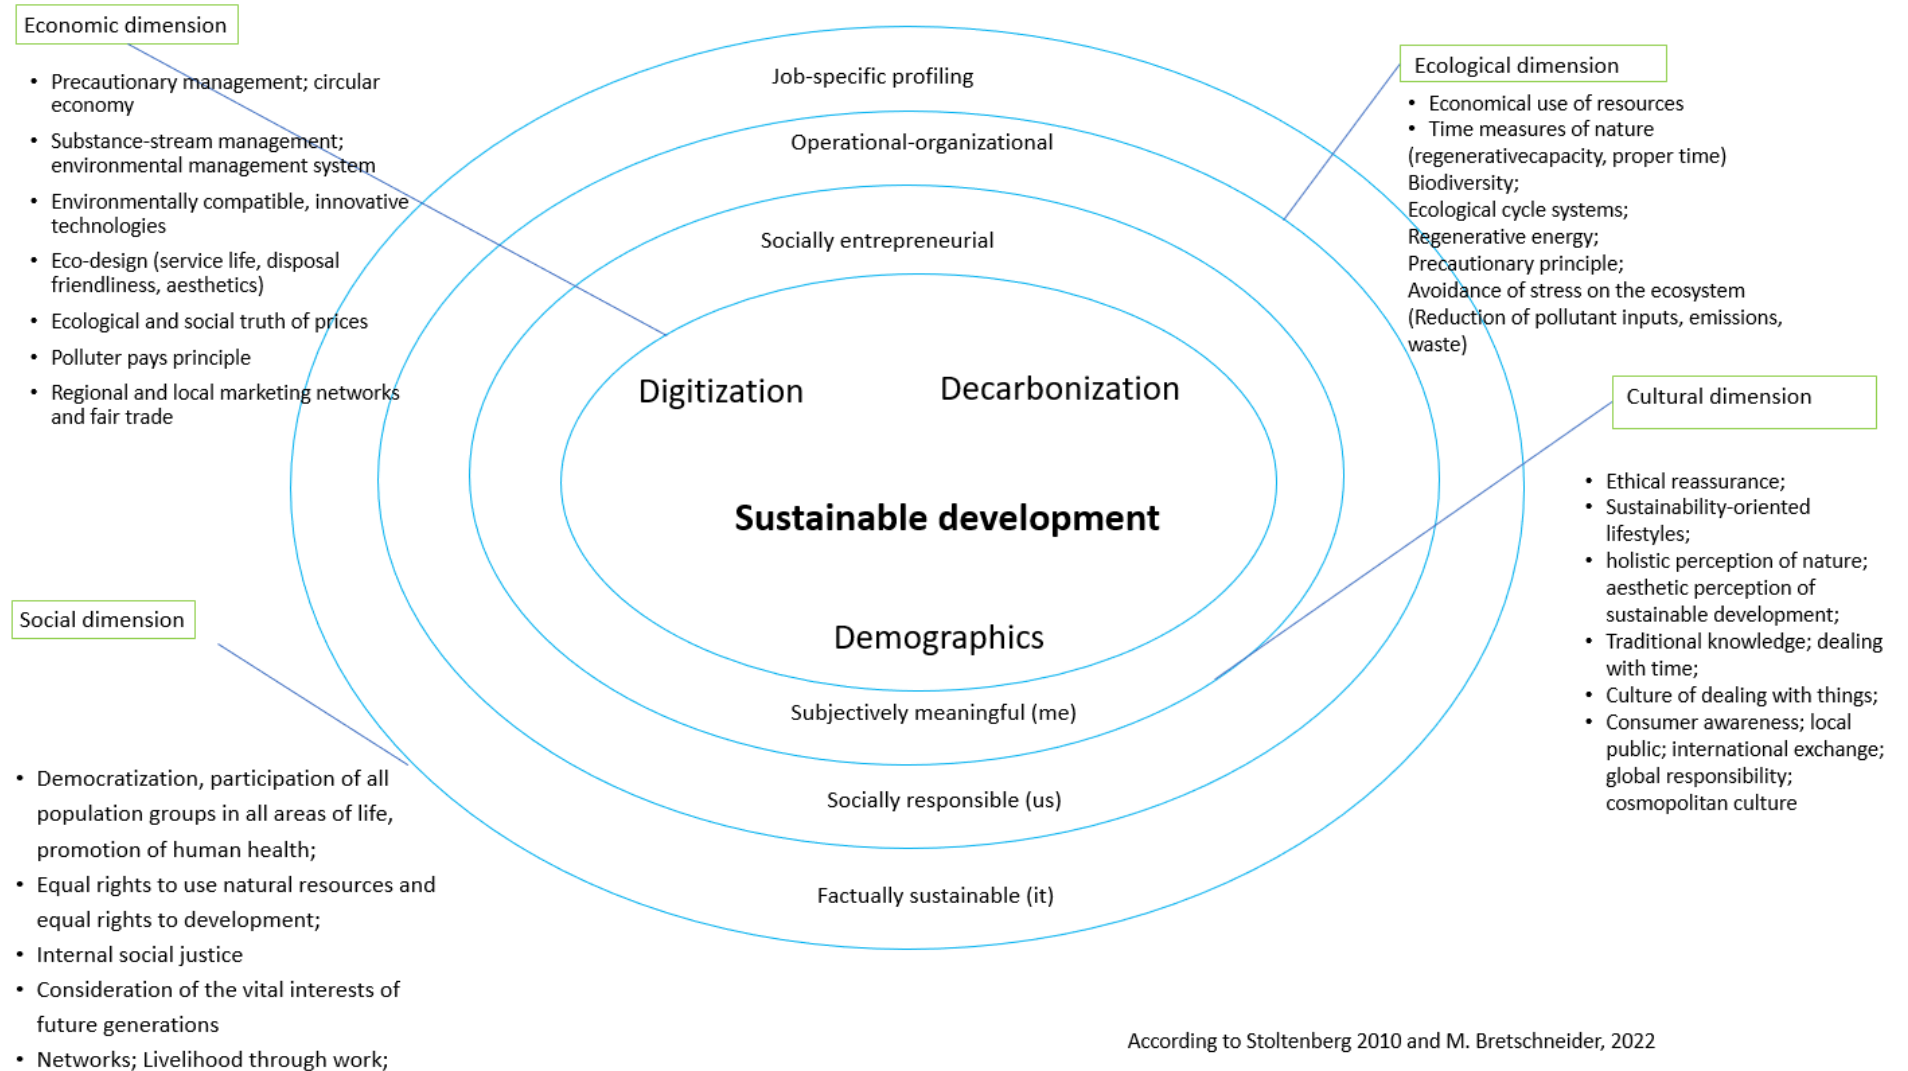 Economic dimension
• Precautionary management; circular
economy
• Substance-stream management;
environmental management system
• Environmentally compatible, innovative
technologies
• Eco-design (service life, disposal
friendliness, aesthetics)
• Ecological and social truth of prices
• Polluter pays principle
• Regional and local marketing networks
and fair trade
Job-specific profiling
Operational-organizational
Socially entrepreneurial
Digitization
Decarbonization
Sustainable development
Demographics
Subjectively meaningful (me)
Socially responsible (us)
Factually sustainable (it)
Ecological dimension
• Economical use of resources
• Time measures of nature
(regenerativecapacity, proper time)
Biodiversity;
Ecological cycle systems;
Regenerative energy;
Precautionary principle;
Avoidance of stress on the ecosystem
(Reduction of pollutant inputs, emissions,
waste)
Cultural dimension
• Ethical reassurance;
• Sustainability-oriented
lifestyles;
• holistic perception of nature;
aesthetic perception of
sustainable development;
• Traditional knowledge; dealing
with time;
• Culture of dealing with things;
• Consumer awareness; local
public; international exchange;
global responsibility;
cosmopolitan culture
Social dimension
• Democratization, participation of all
population groups in all areas of life,
promotion of human health;
• Equal rights to use natural resources and
equal rights to development;
• Internal social justice
• Consideration of the vital interests of
future generations
• Networks; Livelihood through work;
According to Stoltenberg 2010 and M. Bretschneider, 2022